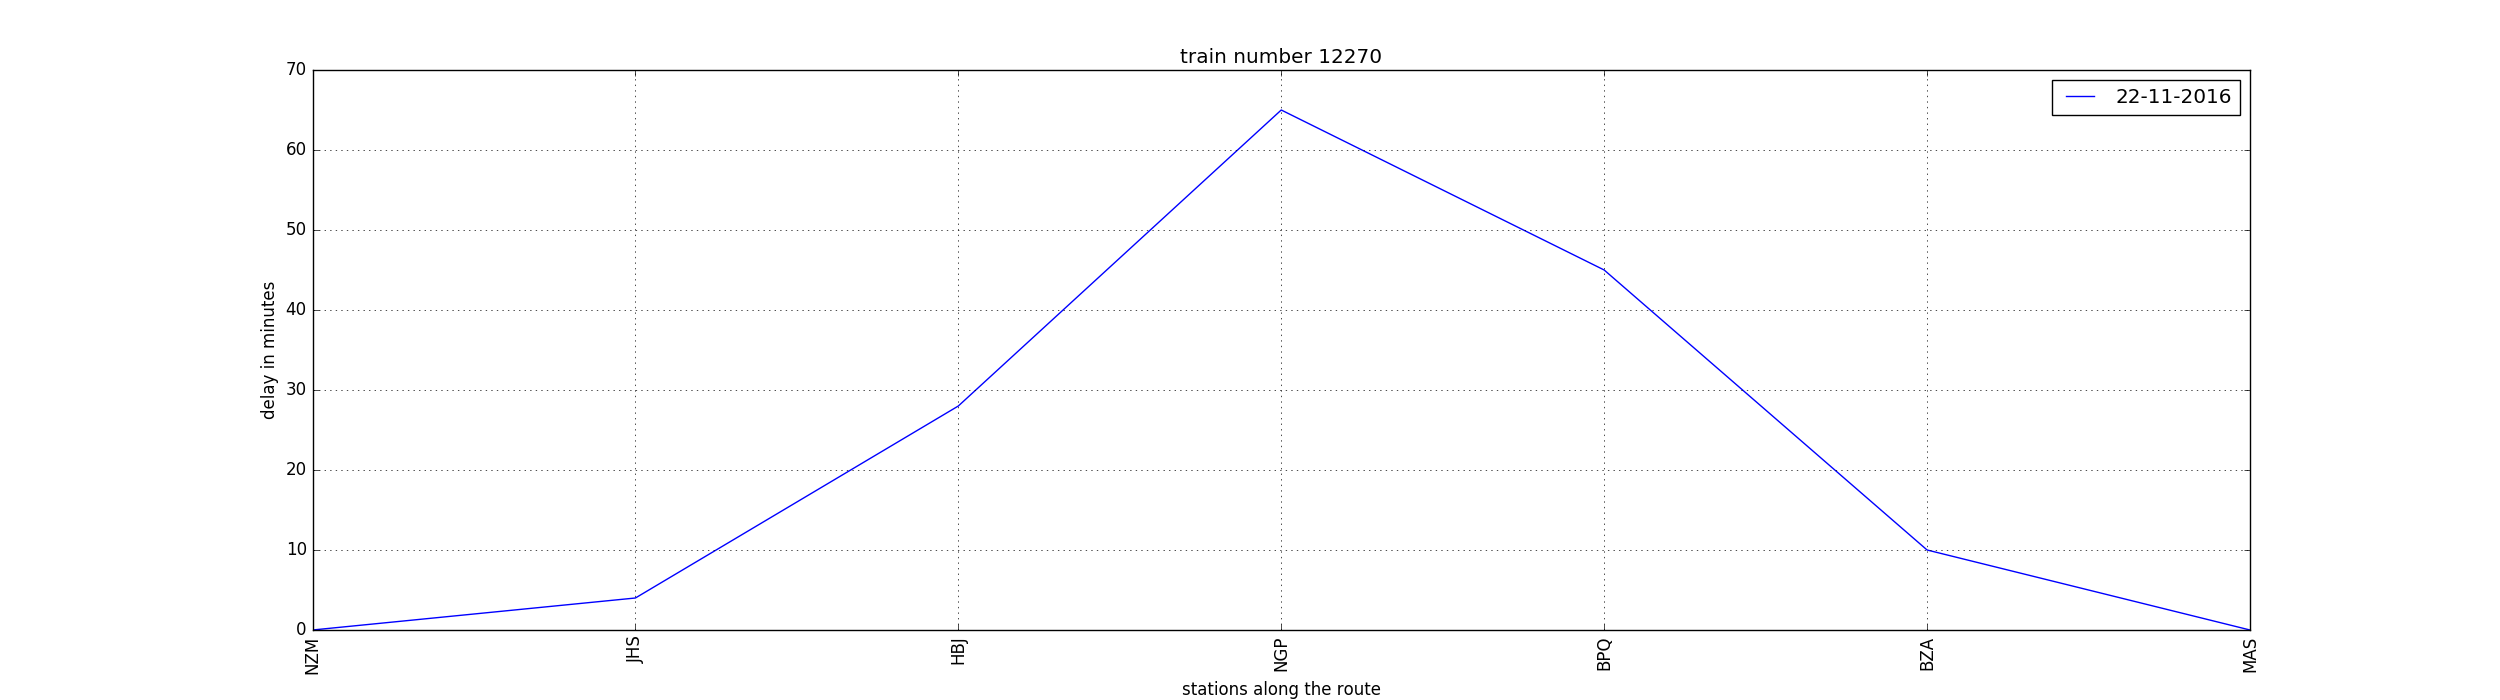 train number 12270
22-11-2016
70
60
50
40
30
20
10
0
delay in minutes
NZM
JHS
HBJ
NGP
BPQ
BZA
MAS
stations along the route